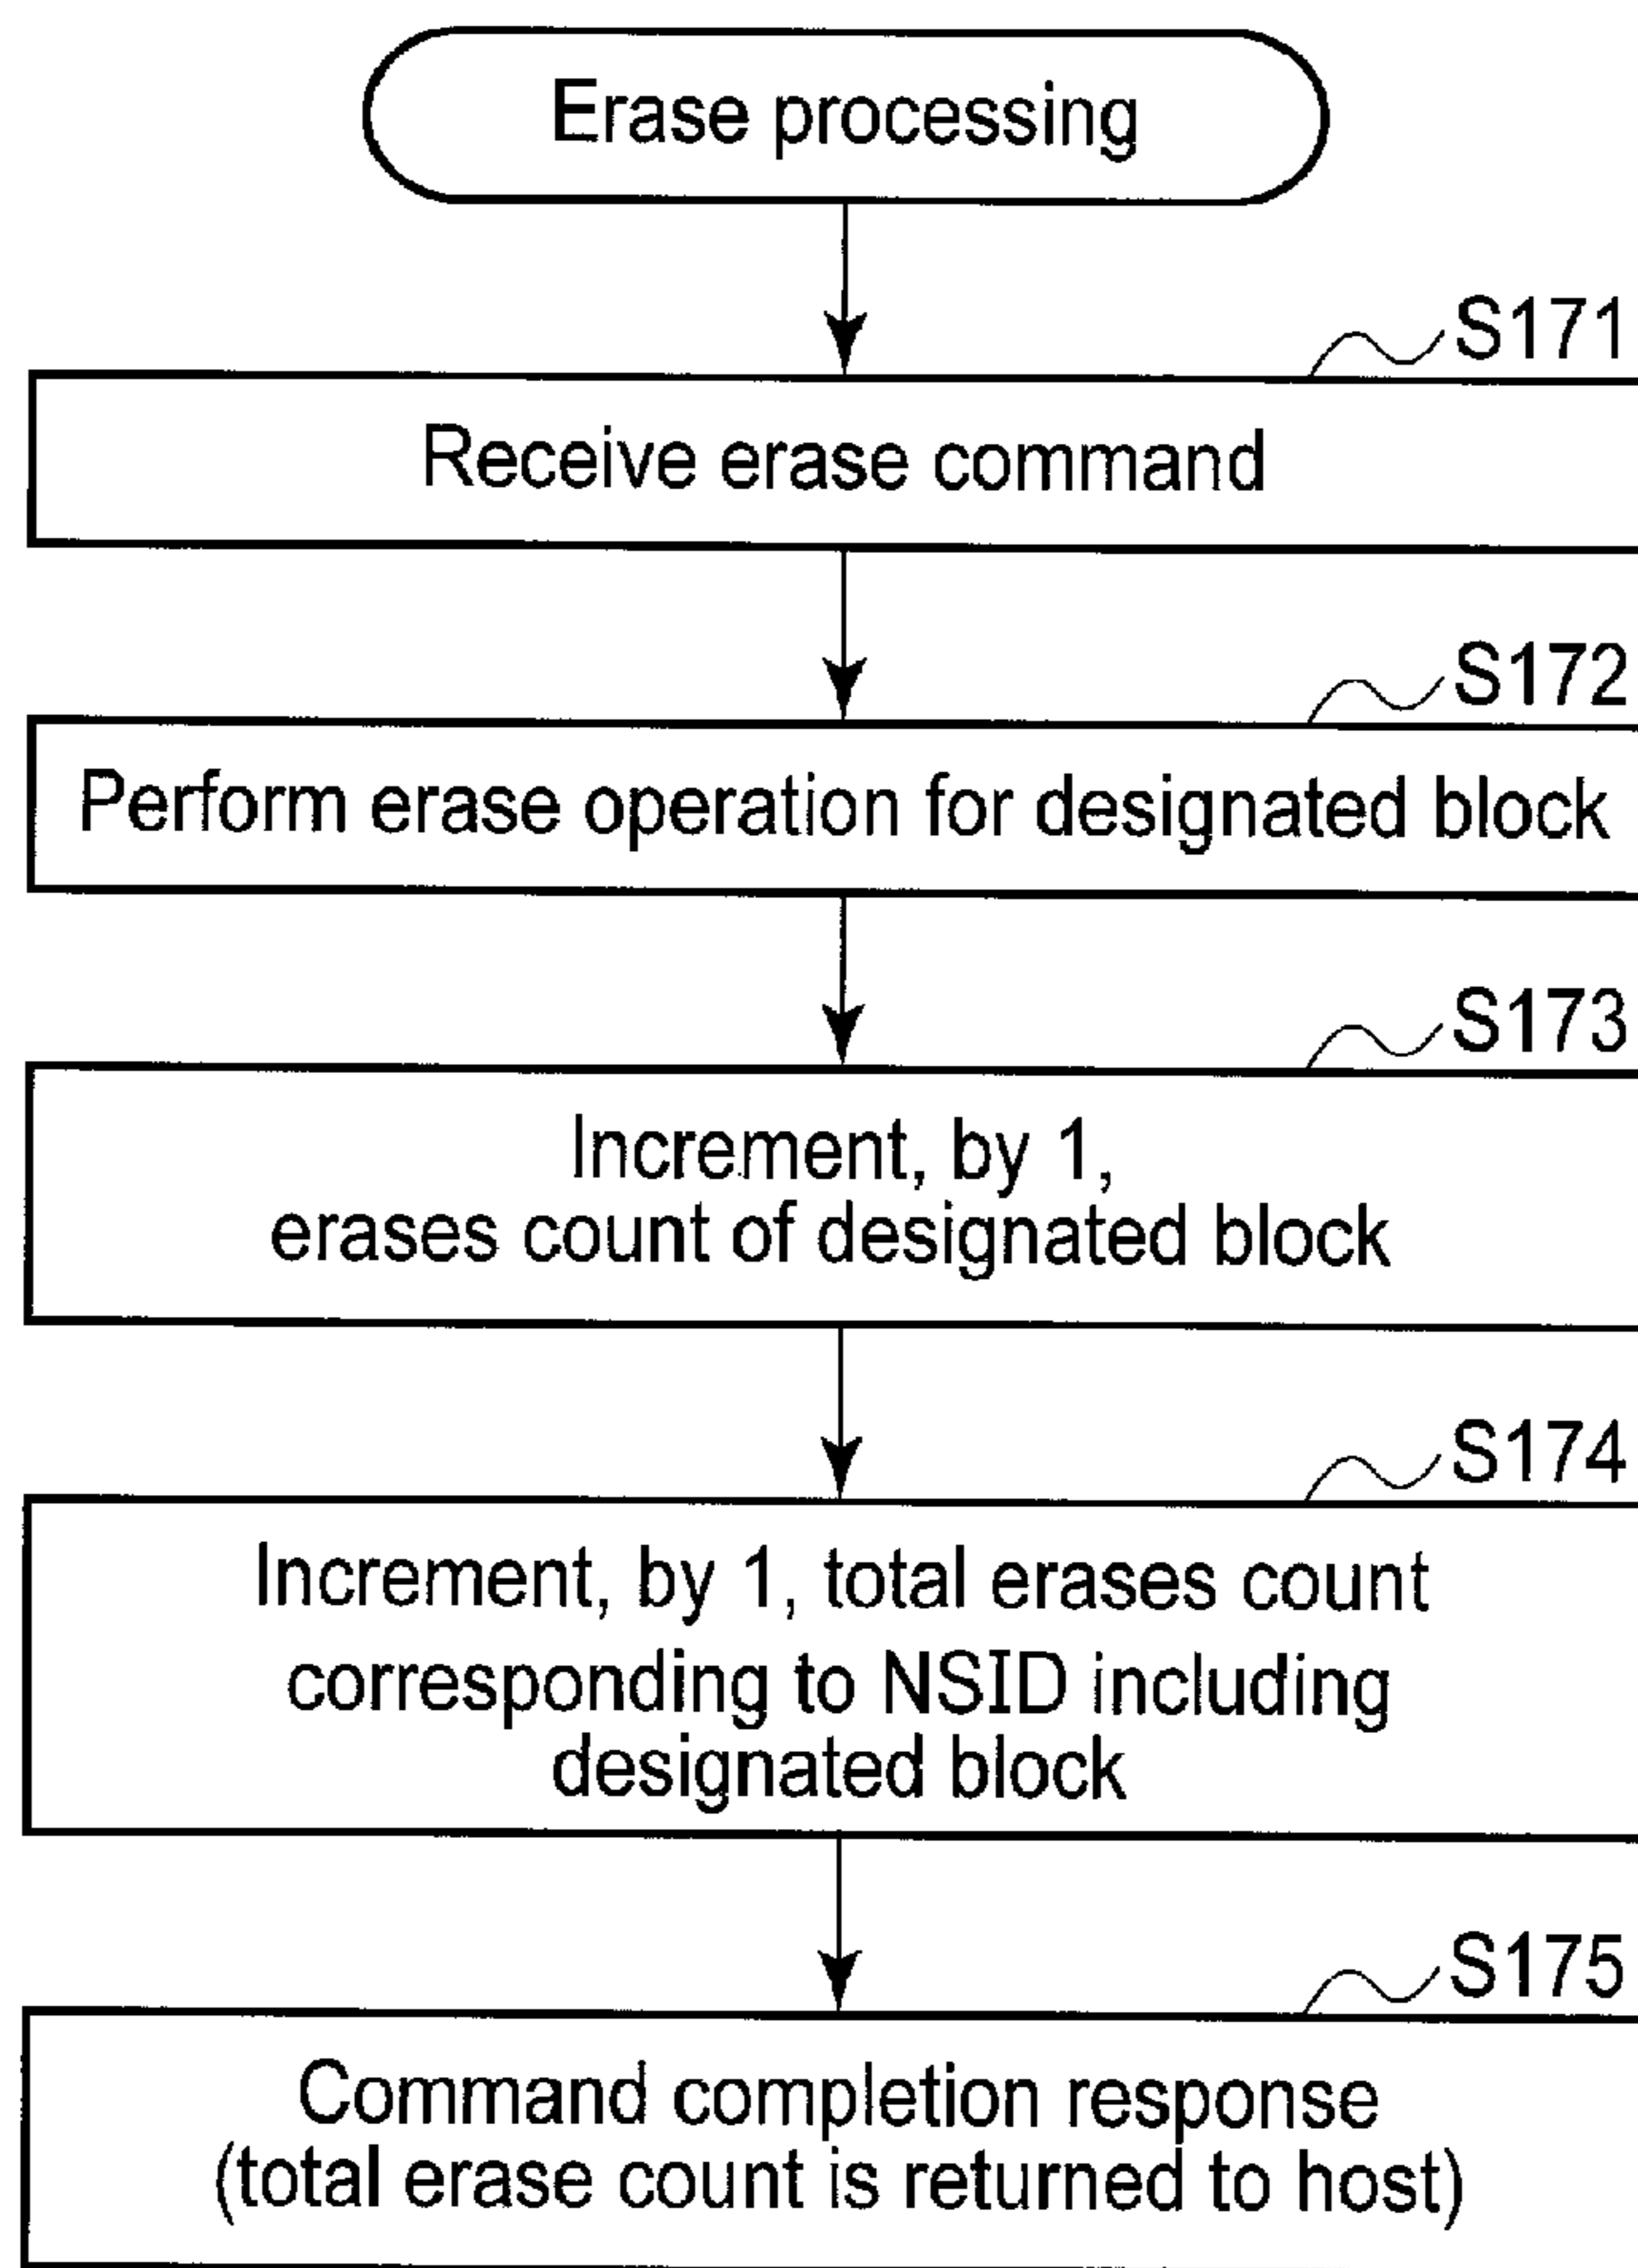 Erase processing
S171
Receive erase command
S172
Perform erase operation for designated block
S173
Increment, by 1,
erases count of designated block
S174
Increment, by 1, total erases count
corresponding to NSID including
designated block
S175
Command completion response
(total erase count is returned to host)